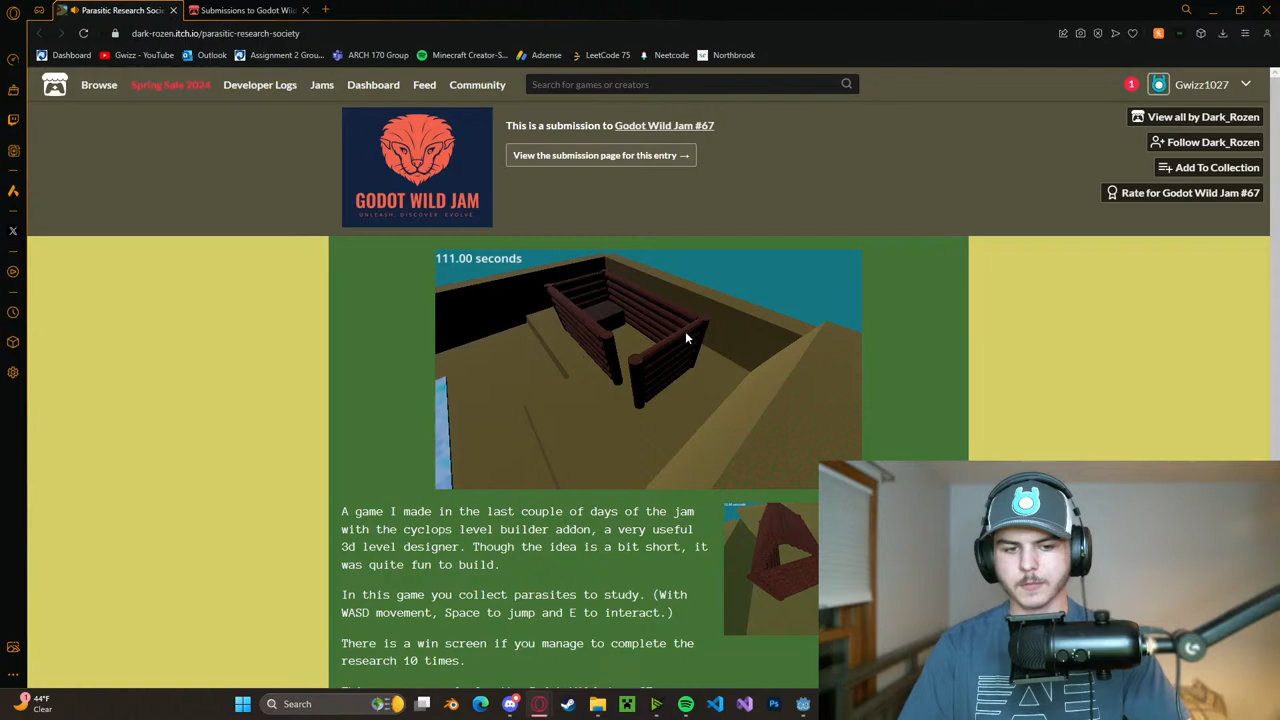 Parasitic Research Socie
Submissions to Godot Wil
dark-rozen.itch.io/parasitic-research-society
Dashboard
Gwizz - YouTube
Outlook
Assignment 2 Grou...
ARCH 170 Group...
Minecraft Creator-S...
Adsense
LeetCode 75
Neetcode
Northbrook
Browse
Spring Sale 2024
Developer Logs
Jams
Dashboard
Feed
Community
Search for games or creators
1
Gwizz1027
GODOT WILD JAM
UNLEASH DISCOVER EVOLVE
This is a submission to Godot Wild Jam #67
View the submission page for this entry →
View all by Dark_Rozen
Follow Dark_Rozen
Add To Collection
Rate for Godot Wild Jam #67
111.00 seconds
A game I made in the last couple of days of the jam
with the cyclops level builder addon, a very useful
3d level designer. Though the idea is a bit short, it
was quite fun to build.
In this game you collect parasites to study. (With
WASD movement, Space to jump and E to interact.)
There is a win screen if you manage to complete the
research 10 times.
1
44°F
Clear
Search